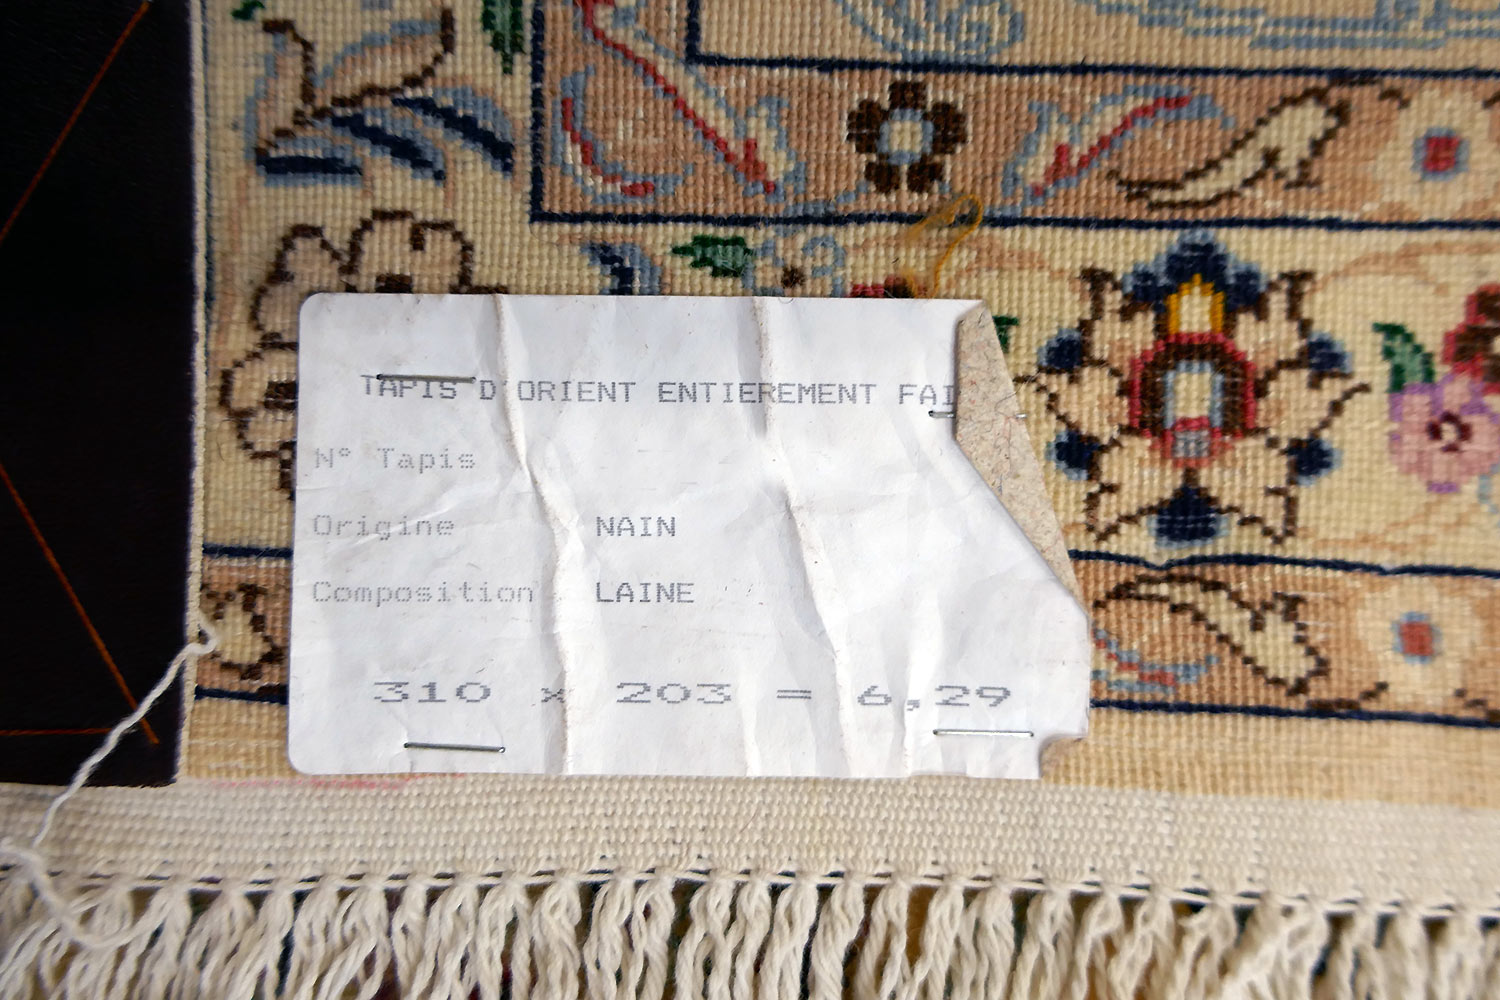 TAPIS D'ORIENT ENTIEREMENT FAI
N° Tapis
Origine NAIN
Composition LAINE
310 x 203 = 6,29